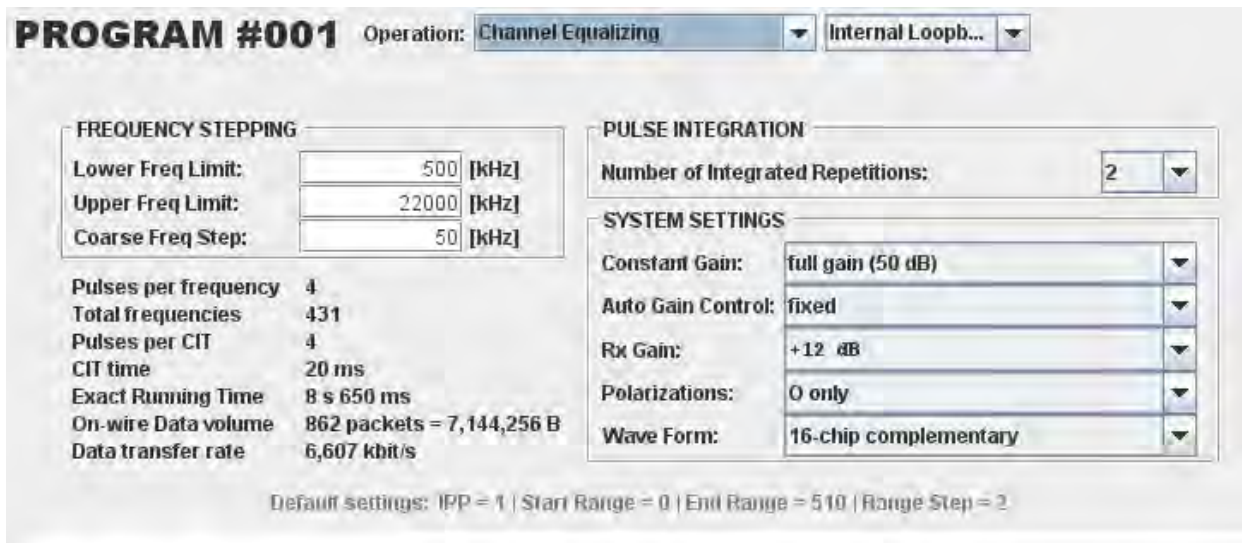 PROGRAM #001 Operation: Channel Equalizing Internal Loopb...
FREQUENCY STEPPING
Lower Freq Limit: 500 [kHz]
Upper Freq Limit: 22000 [kHz]
Coarse Freq Step: 50 [kHz]
Pulses per frequency 4
Total frequencies 431
Pulses per CIT 4
CIT time 20 ms
Exact Running Time 8 s 650 ms
On-wire Data volume 862 packets = 7,144,256 B
Data transfer rate 6,607 kbit/s
PULSE INTEGRATION
Number of Integrated Repetitions: 2
SYSTEM SETTINGS
Constant Gain: full gain (50 dB)
Auto Gain Control: fixed
Rx Gain: +12 dB
Polarizations: O only
Wave Form: 16-chip complementary
Default settings: IPP = 1 | Start Range = 0 | End Range = 510 | Range Step = 2